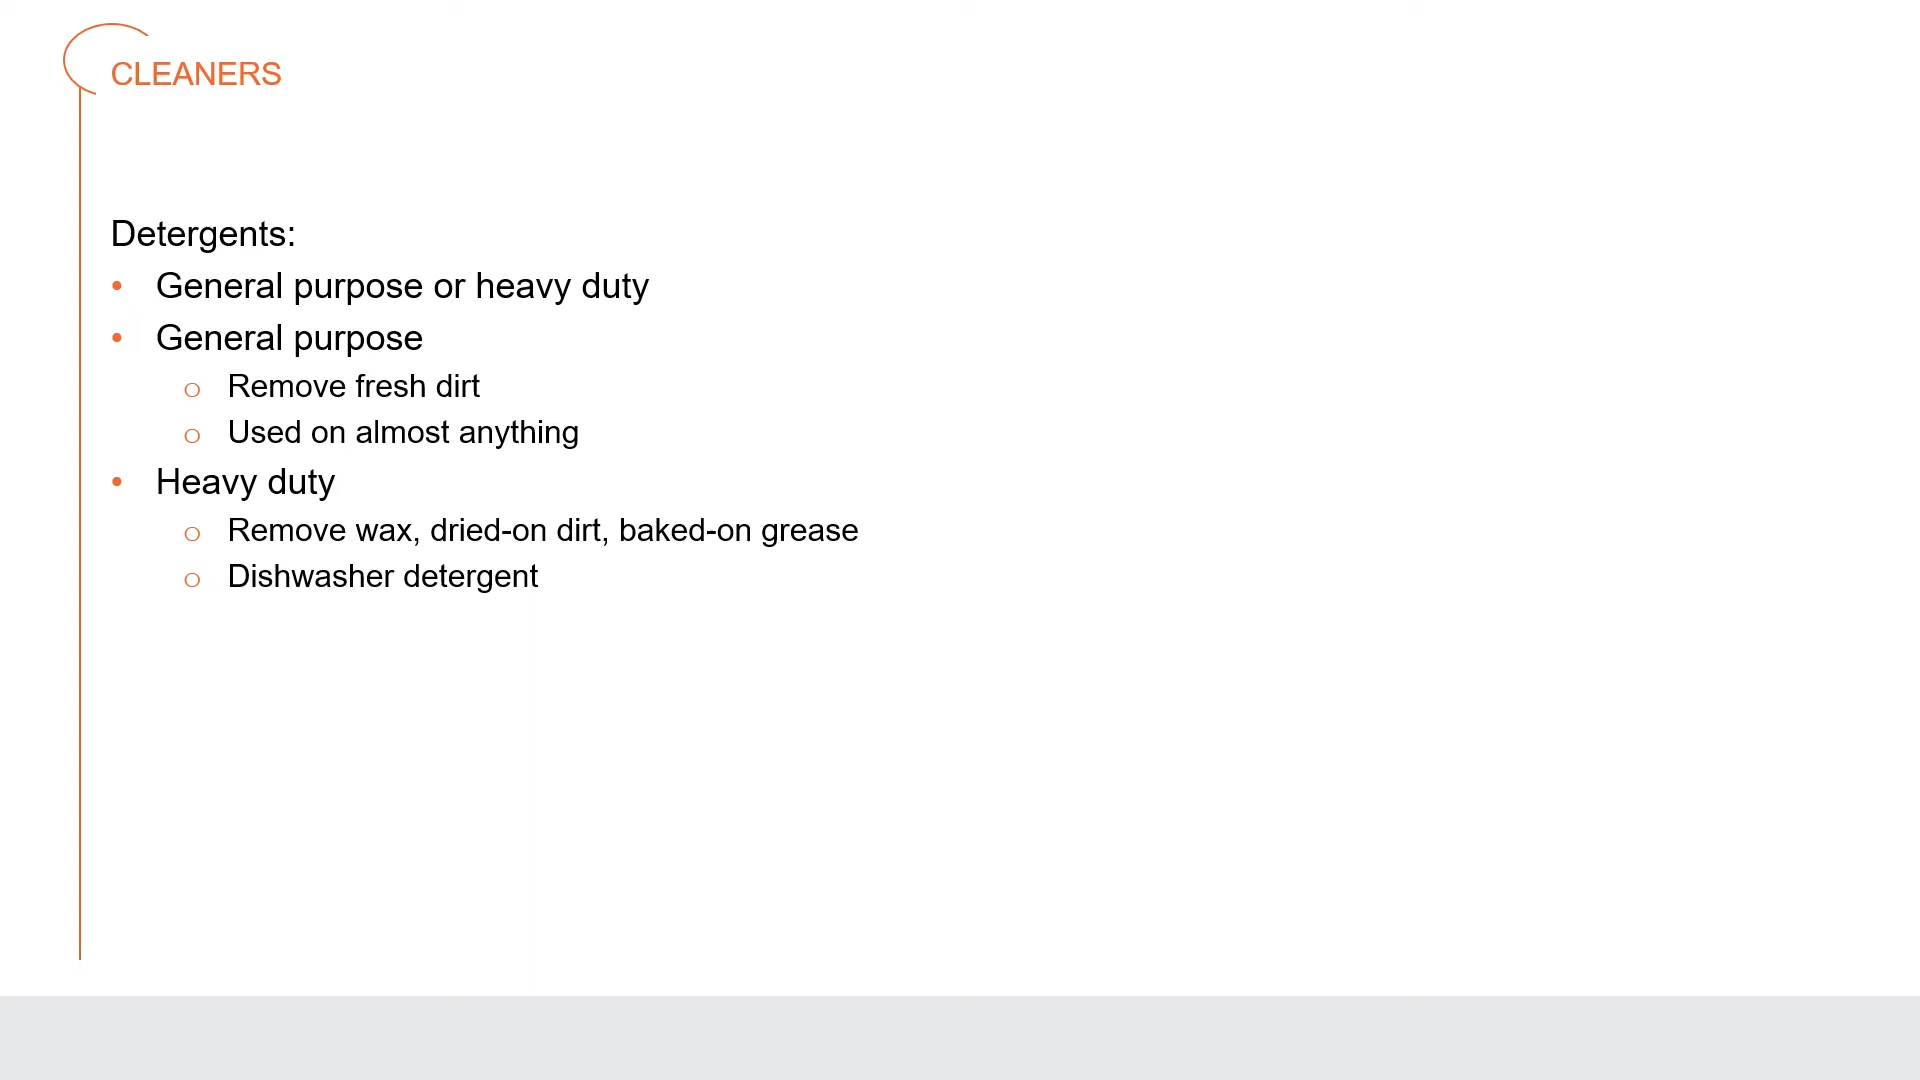 CLEANERS
Detergents:
• General purpose or heavy duty
• General purpose
o Remove fresh dirt
o Used on almost anything
• Heavy duty
o Remove wax, dried-on dirt, baked-on grease
o Dishwasher detergent